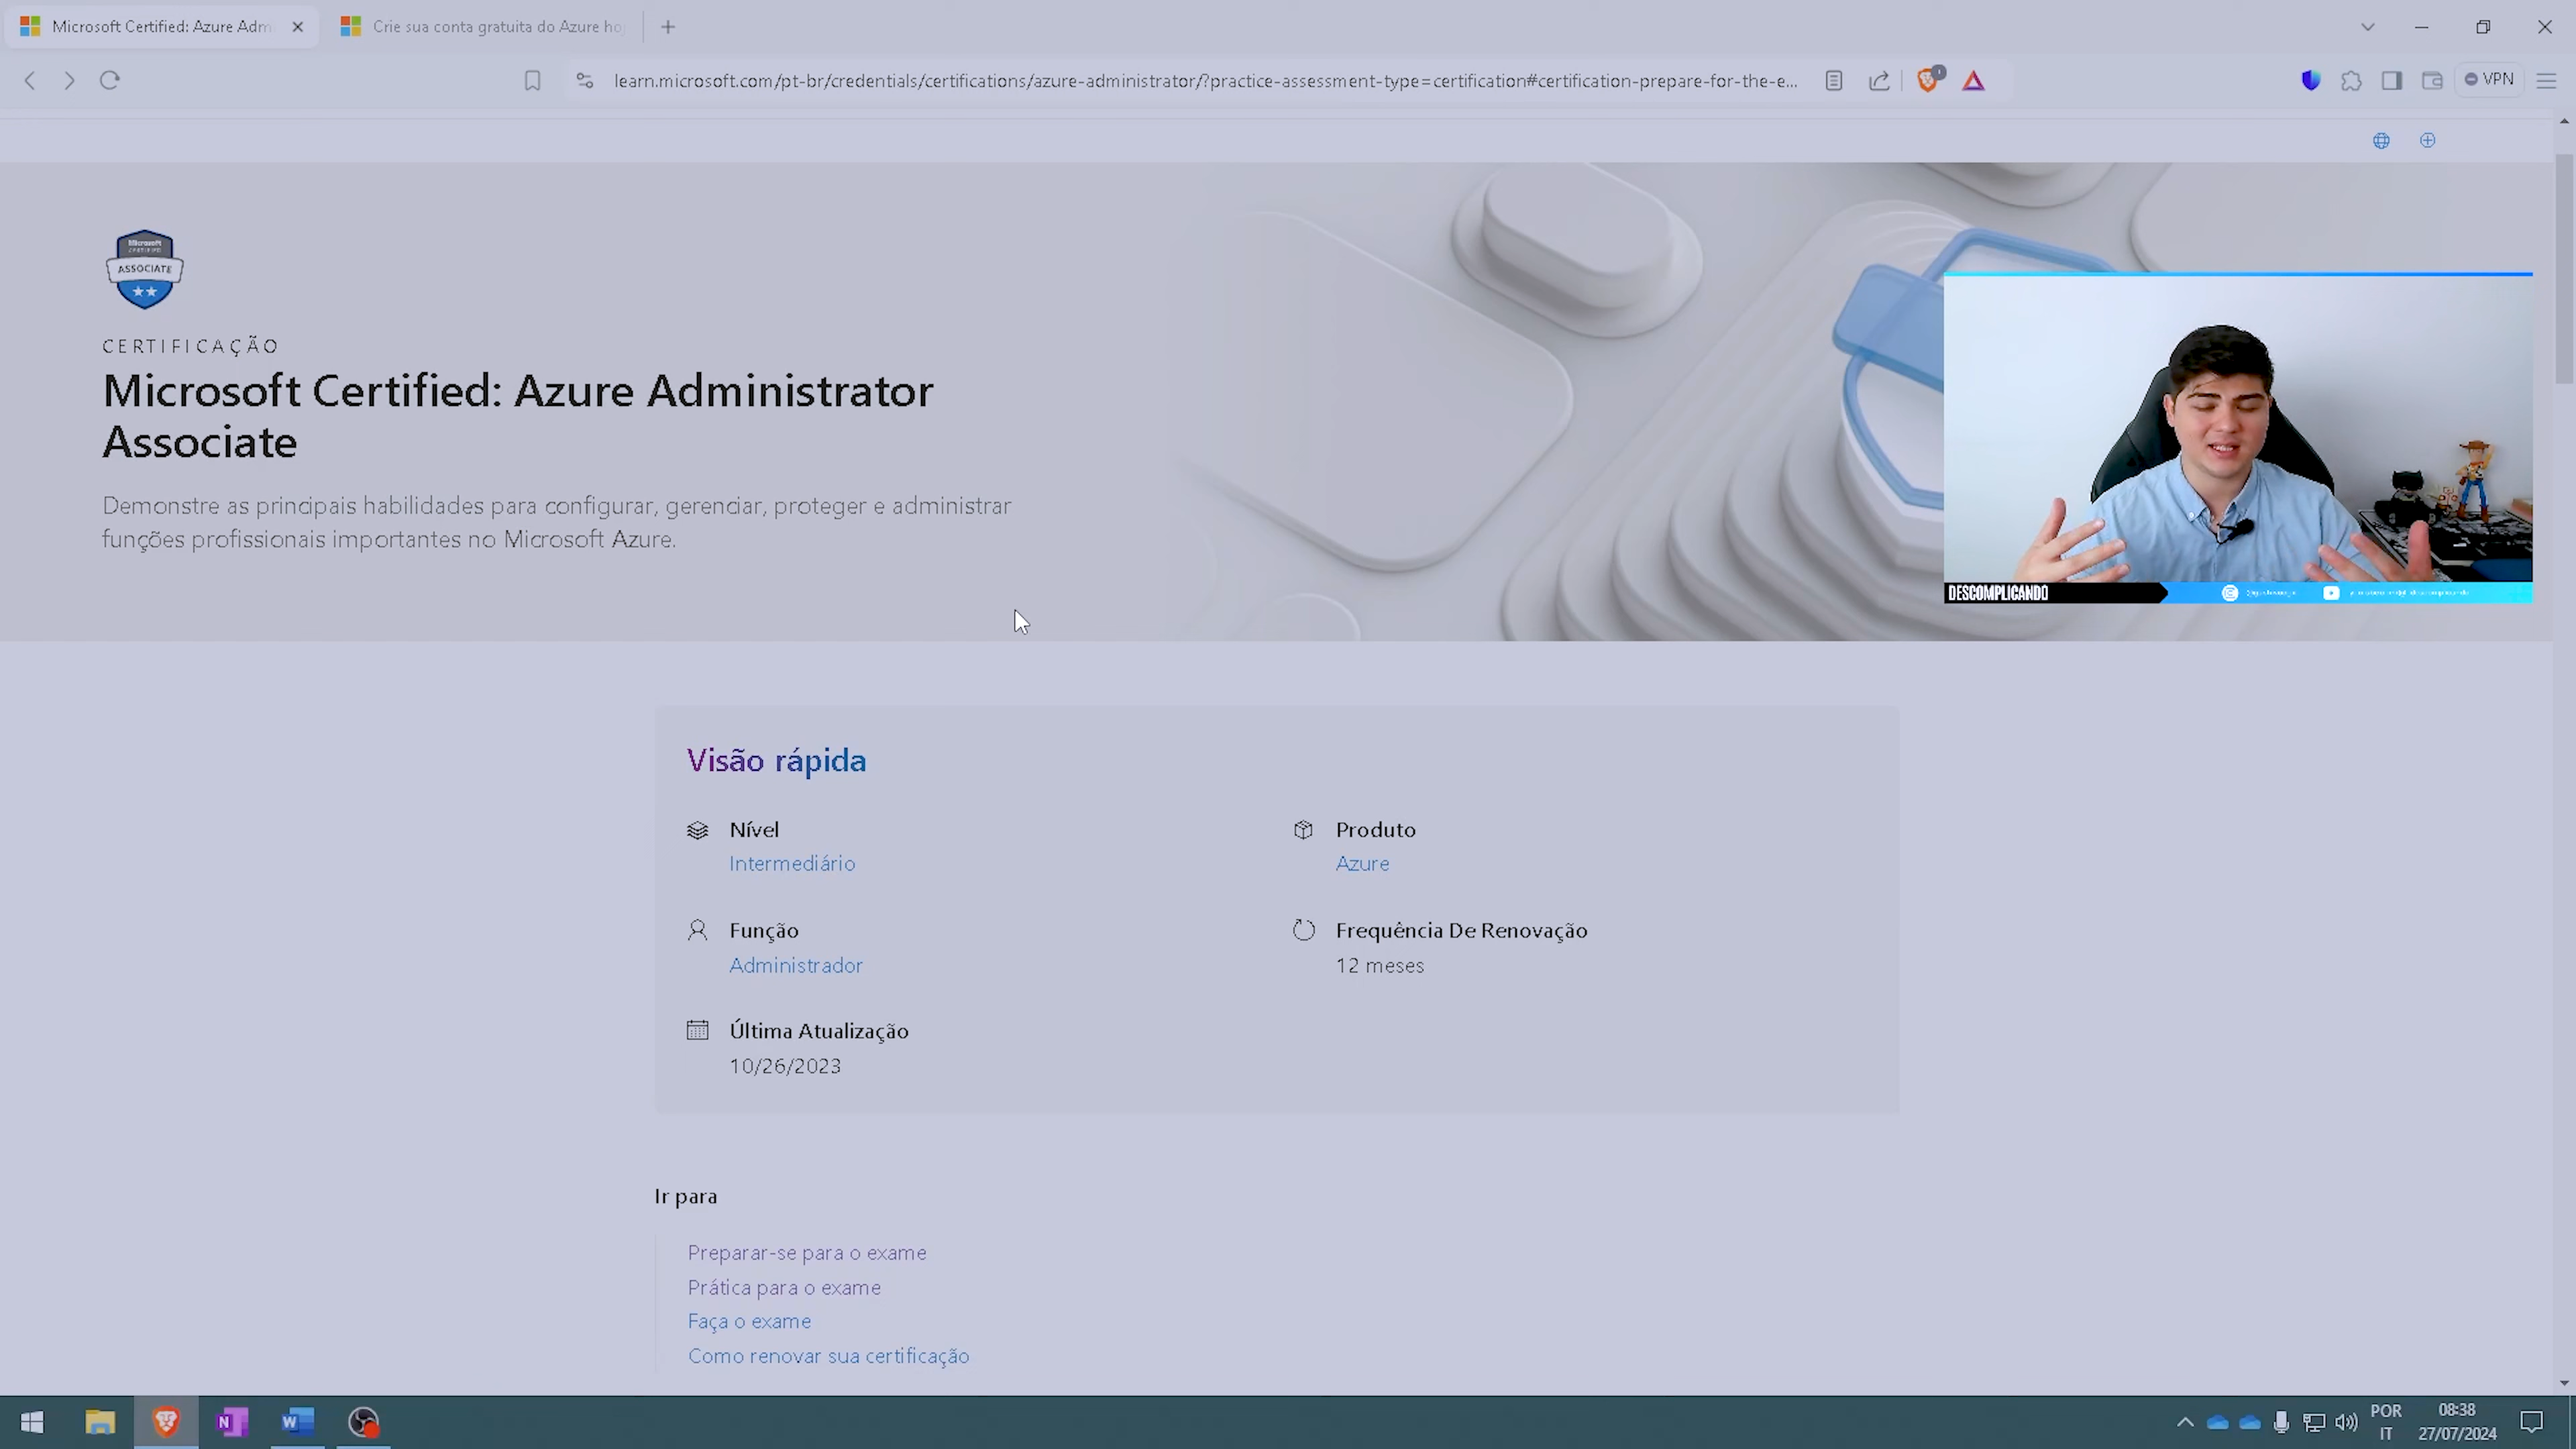 Microsoft Certified: Azure Adm
Crie sua conta gratuita do Azure ho
learn.microsoft.com/pt-br/credentials/certifications/azure-administrator/?practice-assessment-type=certification#certification-prepare-for-the-e...
VPN
Microsoft
CERTIFIED
ASSOCIATE
CERTIFICAÇÃO
Microsoft Certified: Azure Administrator
Associate
Demonstre as principais habilidades para configurar, gerenciar, proteger e administrar
funções profissionais importantes no Microsoft Azure.
DESCOMPLICANDO
Visão rápida
Nível
Intermediário
Produto
Azure
Função
Administrador
Frequência De Renovação
12 meses
Última Atualização
10/26/2023
Ir para
Preparar-se para o exame
Prática para o exame
Faça o exame
Como renovar sua certificação
POR
IT
08:38
27/07/2024